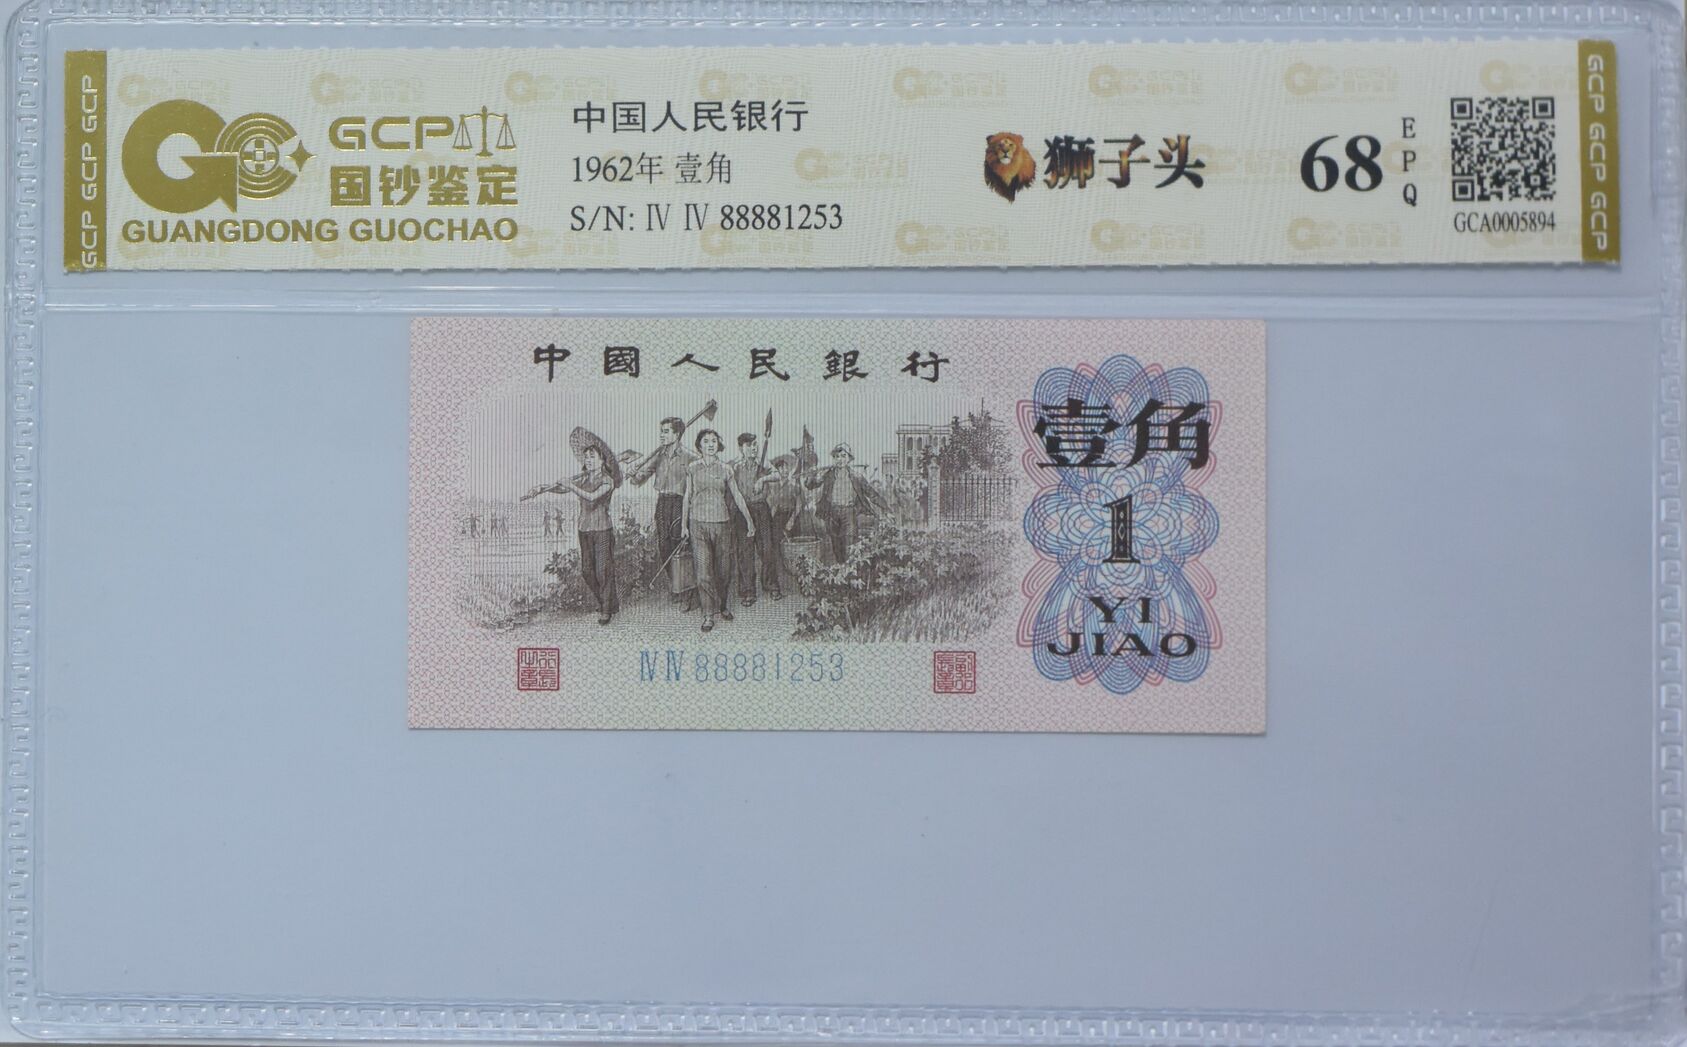 GCP GCP GCP
GCP
国钞鉴定
GUANGDONG GUOCHAO
中国人民银行
1962年 壹角
S/N: Ⅳ Ⅳ 88881253
狮子头
68
EPQ
GCA0005894
GCP GCP GCP
中國人民銀行
壹角
1
YI
JIAO
ⅣⅣ 88881253